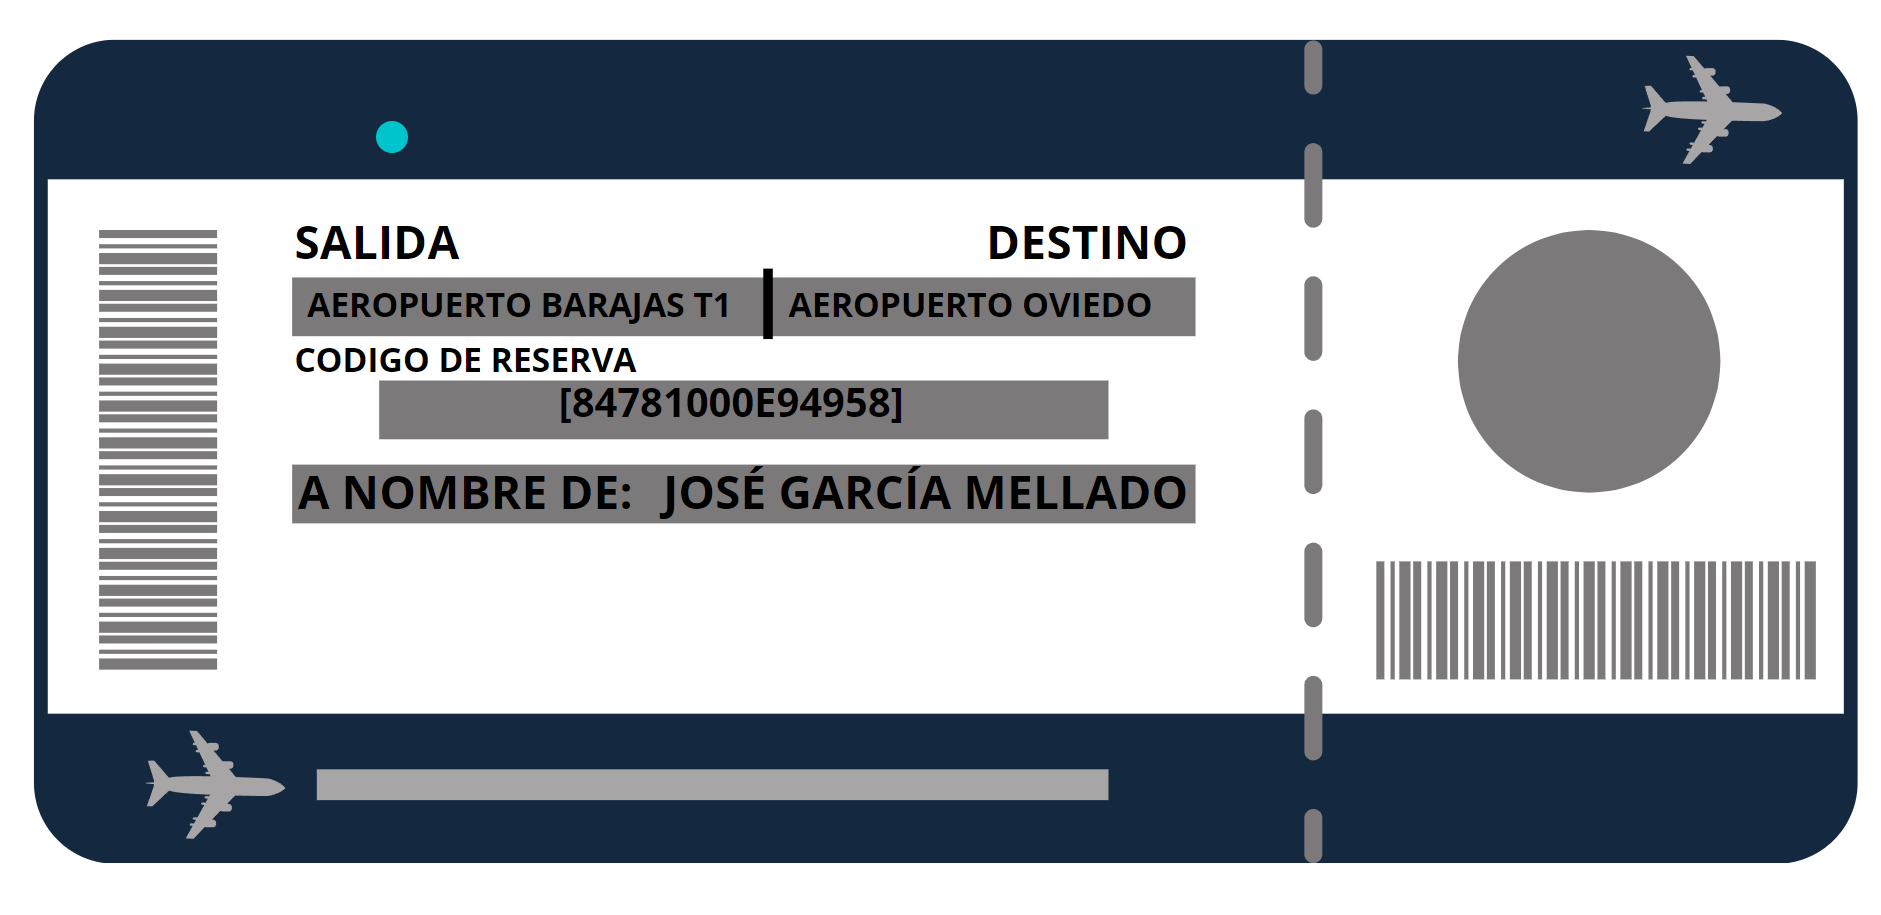 SALIDA DESTINO
AEROPUERTO BARAJAS T1 AEROPUERTO OVIEDO
CODIGO DE RESERVA
[84781000E94958]
A NOMBRE DE: JOSÉ GARCÍA MELLADO